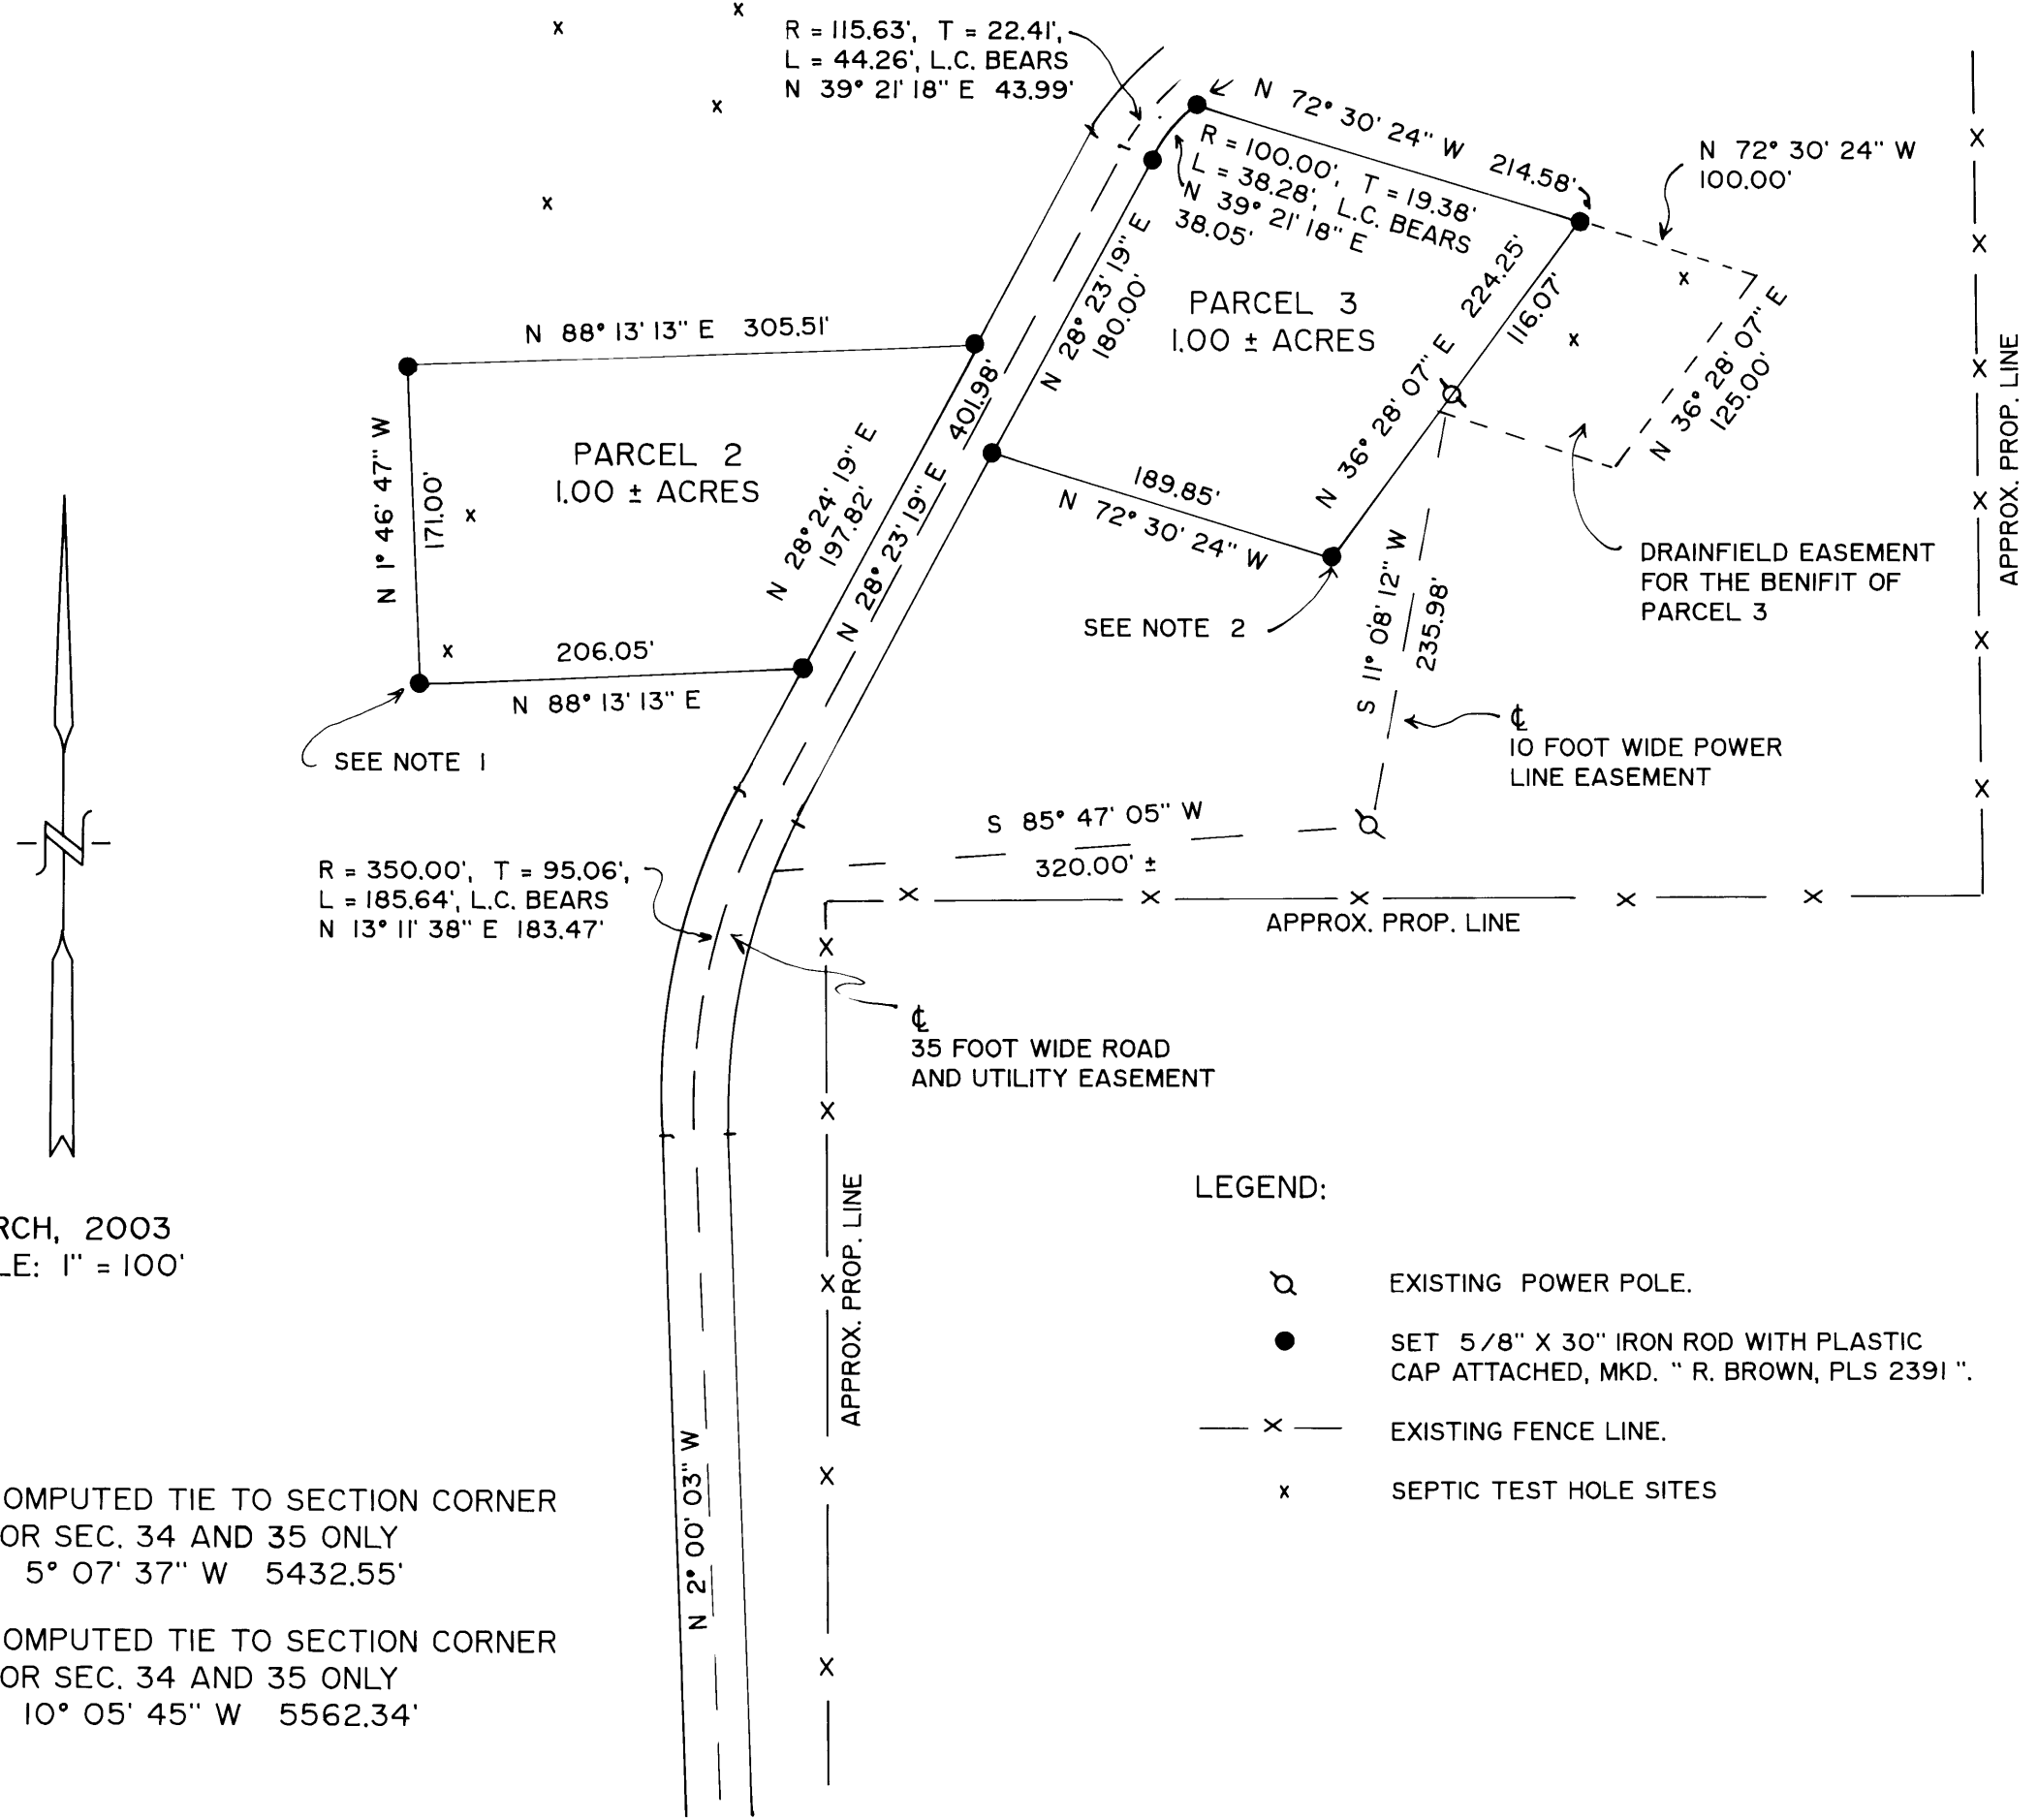 R = 115.63', T = 22.41',
L = 44.26', L.C. BEARS
N 39° 21' 18" E 43.99'
N 72° 30' 24" W 214.58'
R = 100.00', T = 19.38'
L = 38.28', L.C. BEARS
N 39° 21' 18" E
38.05'
N 72° 30' 24" W
100.00'
N 28° 23' 19" E
180.00'
PARCEL 3
1.00 ± ACRES
N 36° 28' 07" E 224.25'
116.07'
N 36° 28' 07" E
125.00'
APPROX. PROP. LINE
N 88° 13' 13" E 305.51'
N 1° 46' 47" W
171.00'
PARCEL 2
1.00 ± ACRES
N 28° 24' 19" E
197.82'
N 28° 23' 19" E 401.98'
189.85'
N 72° 30' 24" W
SEE NOTE 2
DRAINFIELD EASEMENT
FOR THE BENIFIT OF
PARCEL 3
206.05'
N 88° 13' 13" E
SEE NOTE 1
S 11° 08' 12" W
235.98'
℄
10 FOOT WIDE POWER
LINE EASEMENT
S 85° 47' 05" W
320.00' ±
APPROX. PROP. LINE
N
R = 350.00', T = 95.06',
L = 185.64', L.C. BEARS
N 13° 11' 38" E 183.47'
℄
35 FOOT WIDE ROAD
AND UTILITY EASEMENT
APPROX. PROP. LINE
N 2° 00' 03" W
RCH, 2003
LE: 1" = 100'
OMPUTED TIE TO SECTION CORNER
OR SEC. 34 AND 35 ONLY
5° 07' 37" W 5432.55'
OMPUTED TIE TO SECTION CORNER
OR SEC. 34 AND 35 ONLY
10° 05' 45" W 5562.34'
LEGEND:
EXISTING POWER POLE.
SET 5/8" X 30" IRON ROD WITH PLASTIC
CAP ATTACHED, MKD. " R. BROWN, PLS 2391 ".
EXISTING FENCE LINE.
SEPTIC TEST HOLE SITES